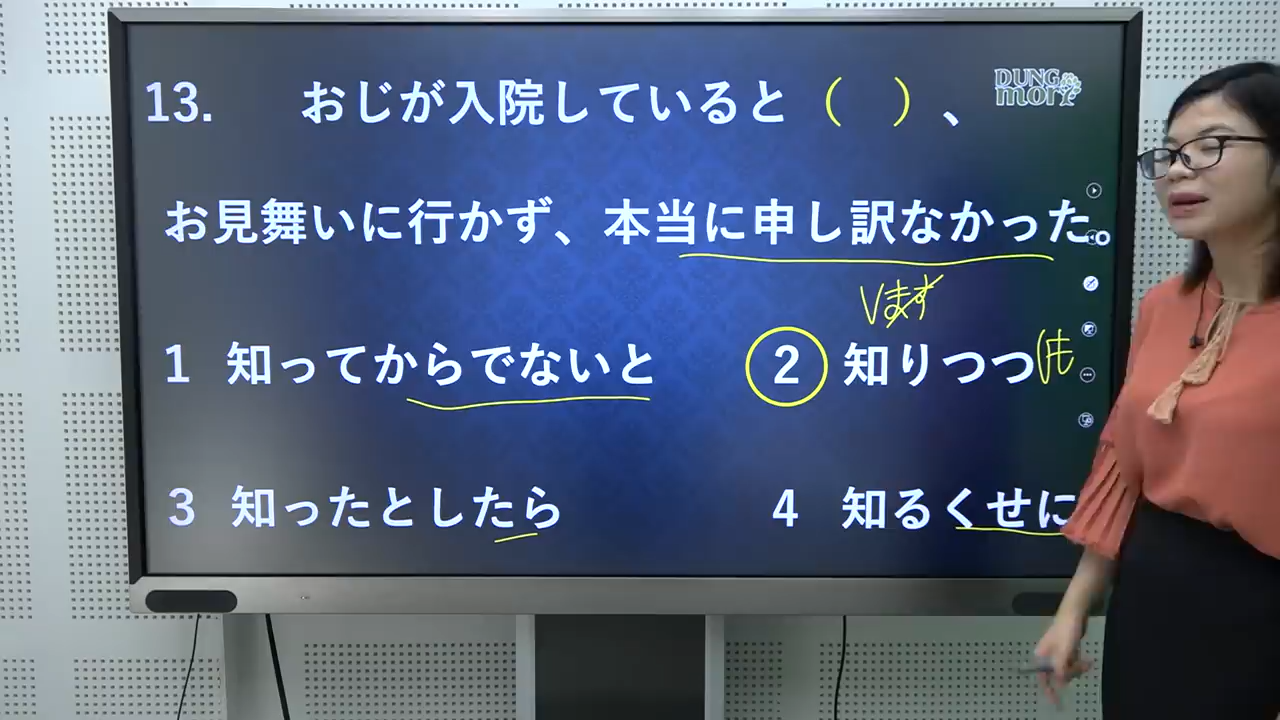 13. おじが入院していると（ ）、
DUNG mori
お見舞いに行かず、本当に申し訳なかった。
Vます
1 知ってからでないと
2 知りつつ(も
3 知ったとしたら
4 知るくせに